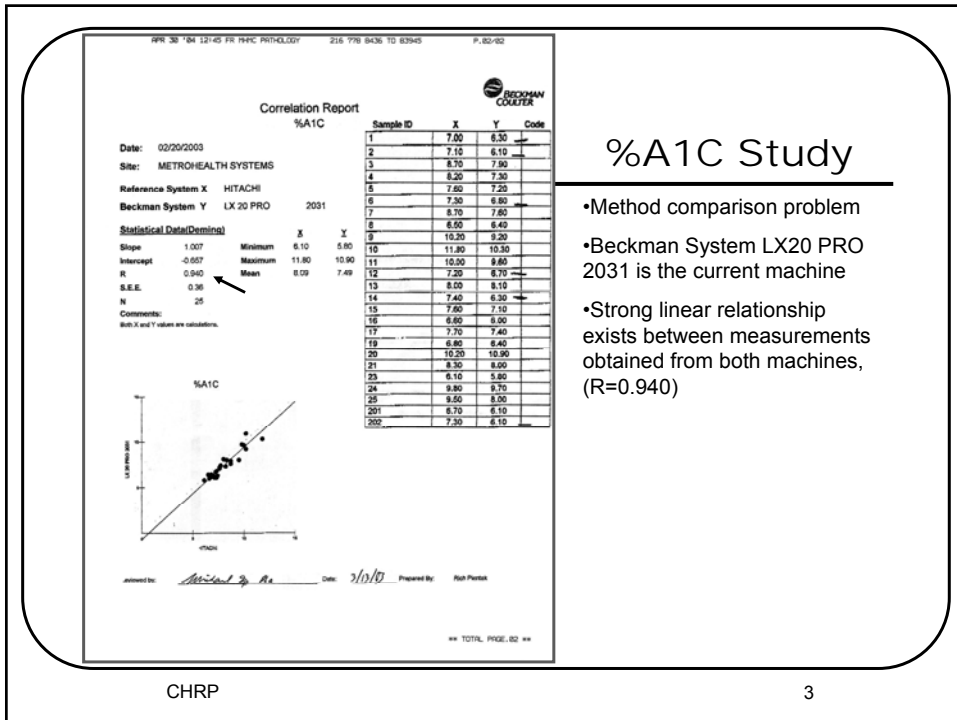 APR 30 '04 12:45 FR MHMC PATHOLOGY 216 778 8436 TO 83945 P.02/02
BECKMAN
COULTER
Correlation Report
%A1C
Date: 02/20/2003
Site: METROHEALTH SYSTEMS
Reference System X HITACHI
Beckman System Y LX 20 PRO 2031
Statistical Data(Deming) X Y
Slope 1.007 Minimum 6.10 5.80
Intercept -0.657 Maximum 11.80 10.90
R 0.940 Mean 8.09 7.49
S.E.E. 0.36
N 25
Comments:
Both X and Y values are calculations.
Sample ID X Y Code
1 7.00 6.30
2 7.10 6.10
3 8.70 7.90
4 8.20 7.30
5 7.60 7.20
6 7.30 6.80
7 8.70 7.60
8 6.50 6.40
9 10.20 9.20
10 11.80 10.30
11 10.00 9.60
12 7.20 6.70
13 8.00 8.10
14 7.40 6.30
15 7.60 7.10
16 6.60 6.00
17 7.70 7.40
19 6.80 6.40
20 10.20 10.90
21 8.30 8.00
23 6.10 5.80
24 9.80 9.70
25 9.50 8.00
201 6.70 6.10
202 7.30 6.10
%A1C
LX 20 PRO 2031
HITACHI
Date: 3/13/03 Prepared By: Rich
** TOTAL PAGE.02 **
%A1C Study
•Method comparison problem
•Beckman System LX20 PRO
2031 is the current machine
•Strong linear relationship
exists between measurements
obtained from both machines,
(R=0.940)
CHRP
3